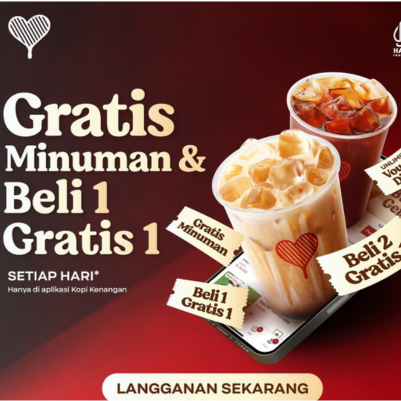 Gratis
Minuman &
Beli 1
Gratis 1
SETIAP HARI*
Hanya di aplikasi Kopi Kenangan
Gratis
Minuman
Beli 1
Gratis 1
Beli 2
Gratis
LANGGANAN SEKARANG